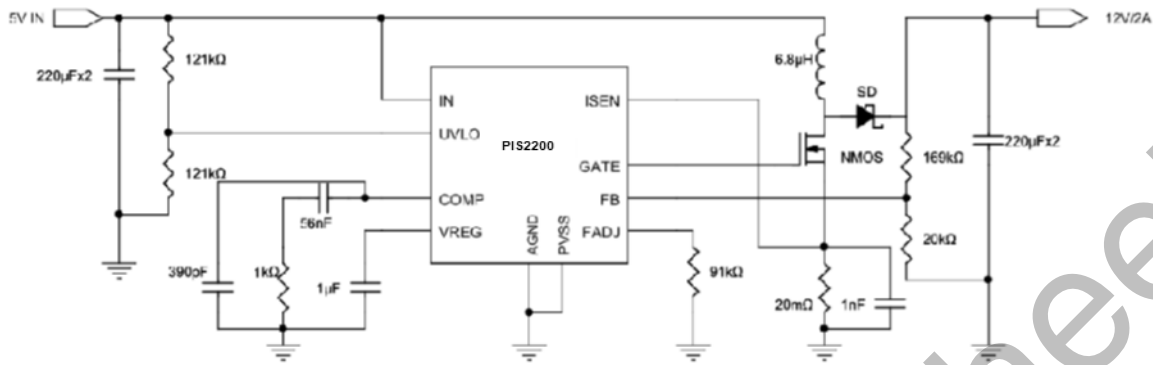 5V IN
12V/2A
121kΩ
220µFx2
6.8µH
SD
IN
ISEN
UVLO
PIS2200
220µFx2
NMOS
169kΩ
GATE
121kΩ
COMP
FB
56nF
VREG
AGND
PVSS
FADJ
20kΩ
390pF
1kΩ
1µF
91kΩ
20mΩ
1nF